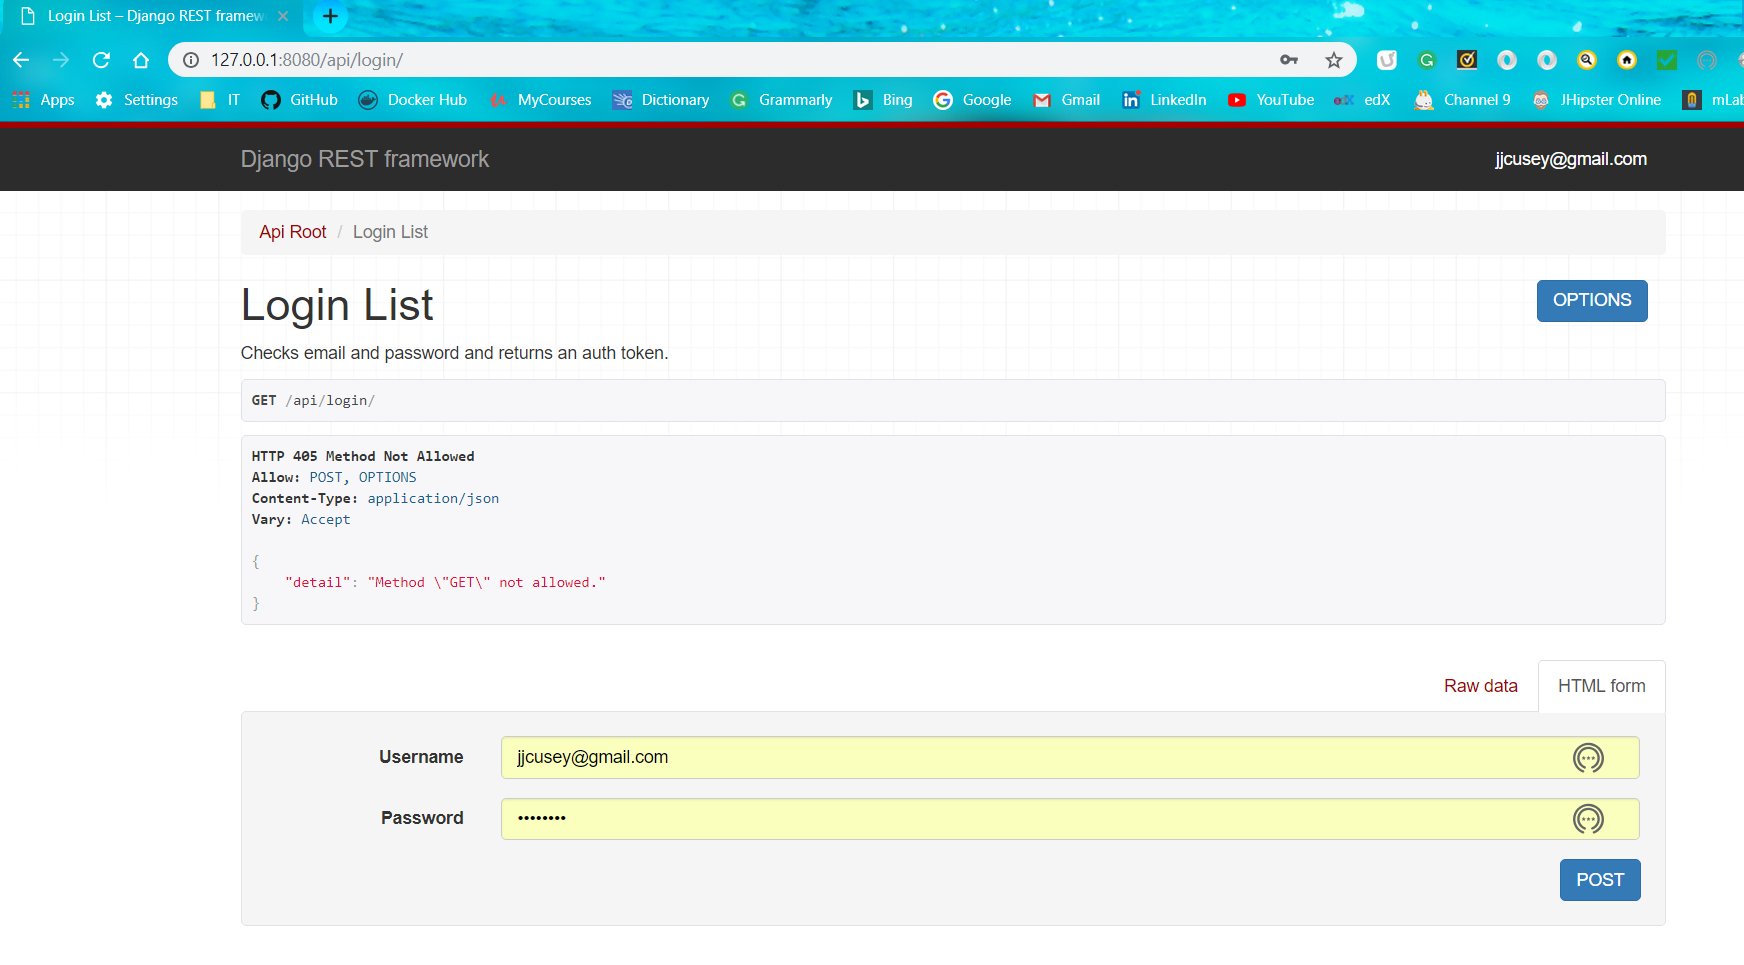 Login List – Django REST framew
127.0.0.1:8080/api/login/
Apps Settings IT GitHub Docker Hub MyCourses Dictionary Grammarly Bing Google Gmail LinkedIn YouTube edX Channel 9 JHipster Online mLab
Django REST framework jjcusey@gmail.com
Api Root / Login List
Login List OPTIONS
Checks email and password and returns an auth token.
GET /api/login/
HTTP 405 Method Not Allowed
Allow: POST, OPTIONS
Content-Type: application/json
Vary: Accept
{
"detail": "Method \"GET\" not allowed."
}
Raw data HTML form
Username jjcusey@gmail.com
Password ••••••••
POST